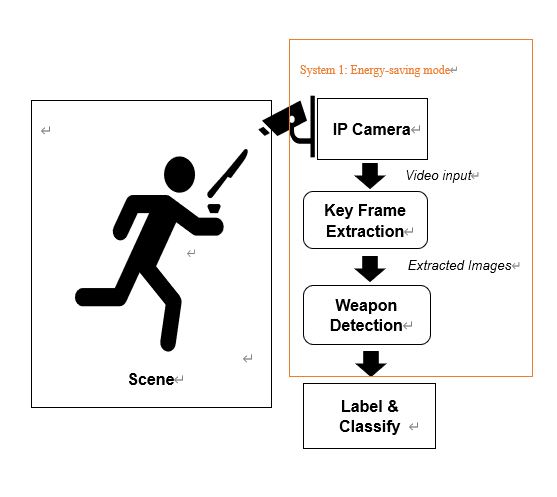 System 1: Energy-saving mode
IP Camera
Video input
Key Frame
Extraction
Extracted Images
Weapon
Detection
Scene
Label &
Classify